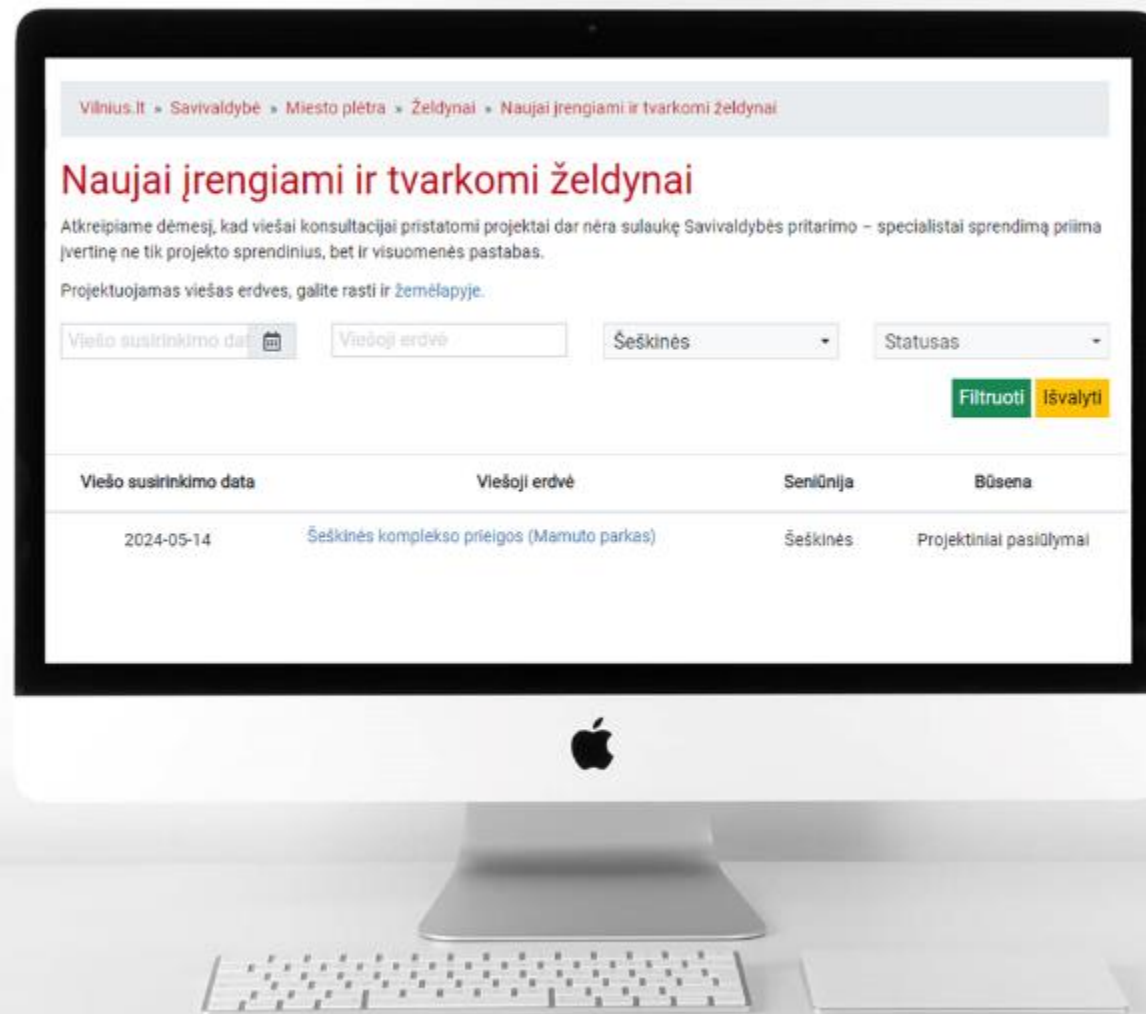 Vilnius.lt » Savivaldybė » Miesto plėtra » Želdynai » Naujai įrengiami ir tvarkomi želdynai
Naujai įrengiami ir tvarkomi želdynai
Atkreipiame dėmesį, kad viešai konsultacijai pristatomi projektai dar nėra sulaukę Savivaldybės pritarimo – specialistai sprendimą priima
įvertinę ne tik projekto sprendinius, bet ir visuomenės pastabas.
Projektuojamas viešas erdves, galite rasti ir žemėlapyje.
Viešo susirinkimo dat Viešoji erdvė Šeškinės Statusas
Filtruoti Išvalyti
Viešo susirinkimo data Viešoji erdvė Seniūnija Būsena
2024-05-14 Šeškinės komplekso prieigos (Mamuto parkas) Šeškinės Projektiniai pasiūlymai